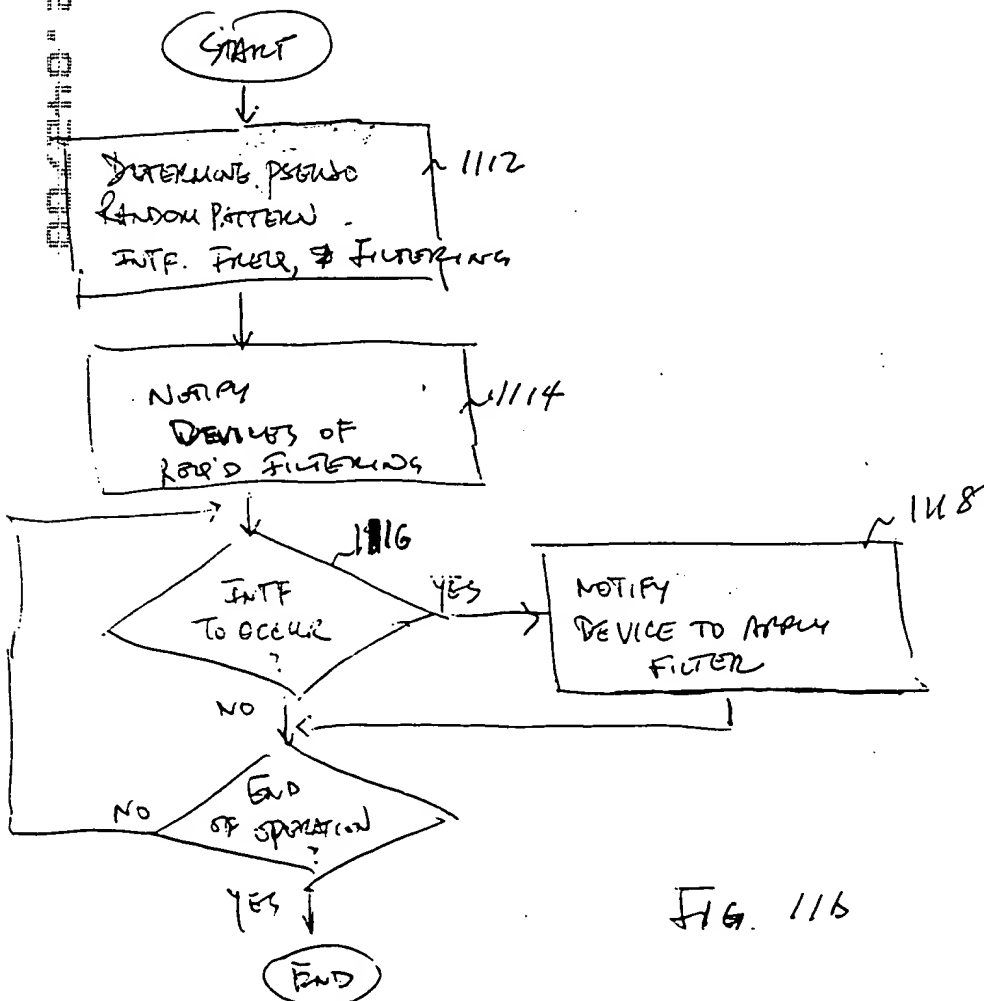 START
DETERMINE PSEUDO
RANDOM PATTERN
INTF. FREQ, & FILTERING
1112
NOTIFY
DEVICES OF
REQ'D FILTERING
1114
INTF
TO OCCUR
?
1116
YES
NO
NOTIFY
DEVICE TO APPLY
FILTER
1118
END
OF OPERATION
?
NO
YES
END
FIG. 11b